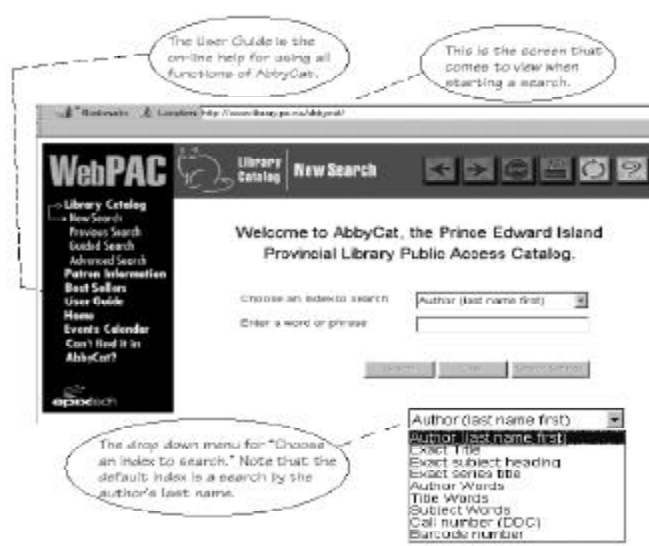 The User Guide is the
on-line help for using all
functions of AbbyCat.
This is the screen that
comes to view when
starting a search.
Bookmarks Location
WebPAC
Library
Catalog
New Search
Library Catalog
New Search
Previous Search
Guided Search
Advanced Search
Patron Information
Best Sellers
User Guide
Home
Events Calendar
Can't find it in
AbbyCat?
Welcome to AbbyCat, the Prince Edward Island
Provincial Library Public Access Catalog.
Choose an index to search
Author (last name first)
Enter a word or phrase
Author (last name first)
Author (last name first)
Exact Title
Exact subject heading
Exact series title
Author Words
Title Words
Subject Words
Call number (DDC)
Barcode number
The drop down menu for "Choose
an index to search." Note that the
default index is a search by the
author's last name.